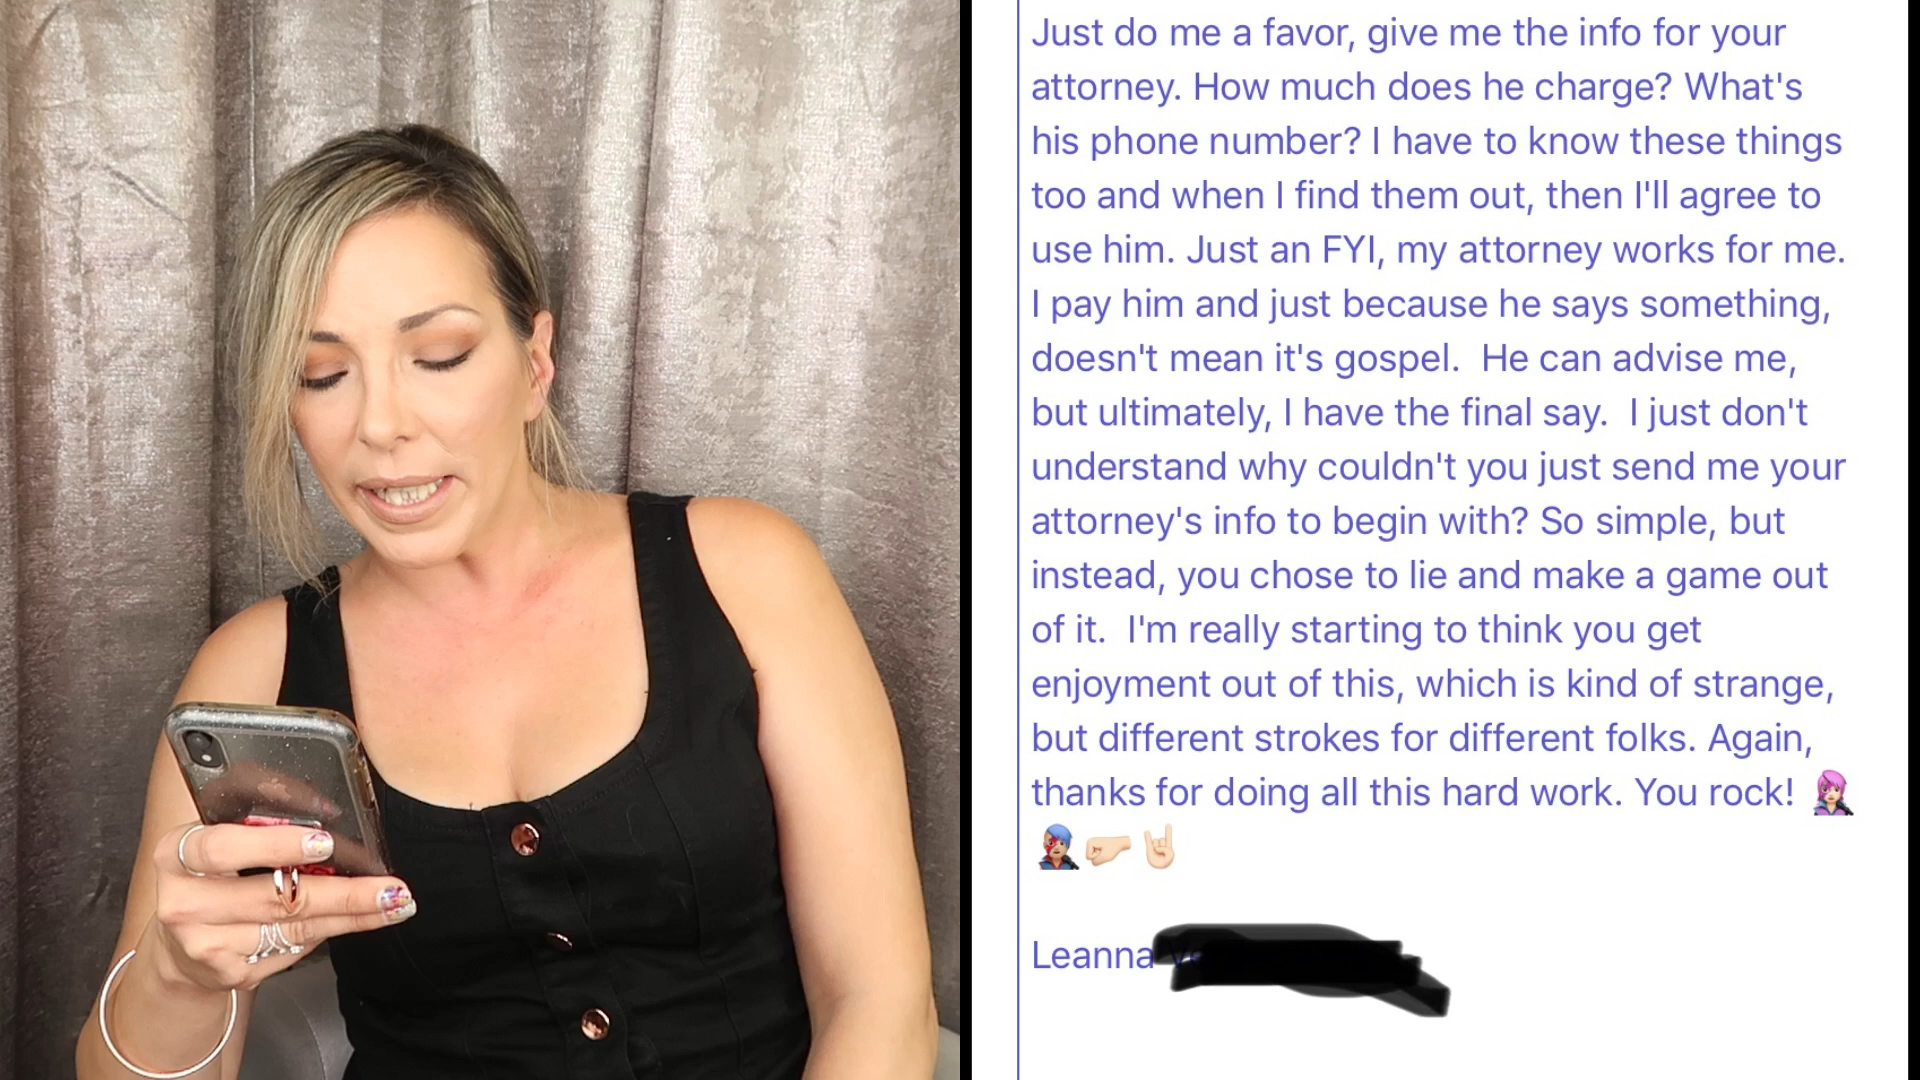 Just do me a favor, give me the info for your
attorney. How much does he charge? What's
his phone number? I have to know these things
too and when I find them out, then I'll agree to
use him. Just an FYI, my attorney works for me.
I pay him and just because he says something,
doesn't mean it's gospel.  He can advise me,
but ultimately, I have the final say.  I just don't
understand why couldn't you just send me your
attorney's info to begin with? So simple, but
instead, you chose to lie and make a game out
of it.  I'm really starting to think you get
enjoyment out of this, which is kind of strange,
but different strokes for different folks. Again,
thanks for doing all this hard work. You rock! 👩‍🎤
👨‍🎤🤛🏻🤘🏻
Leanna